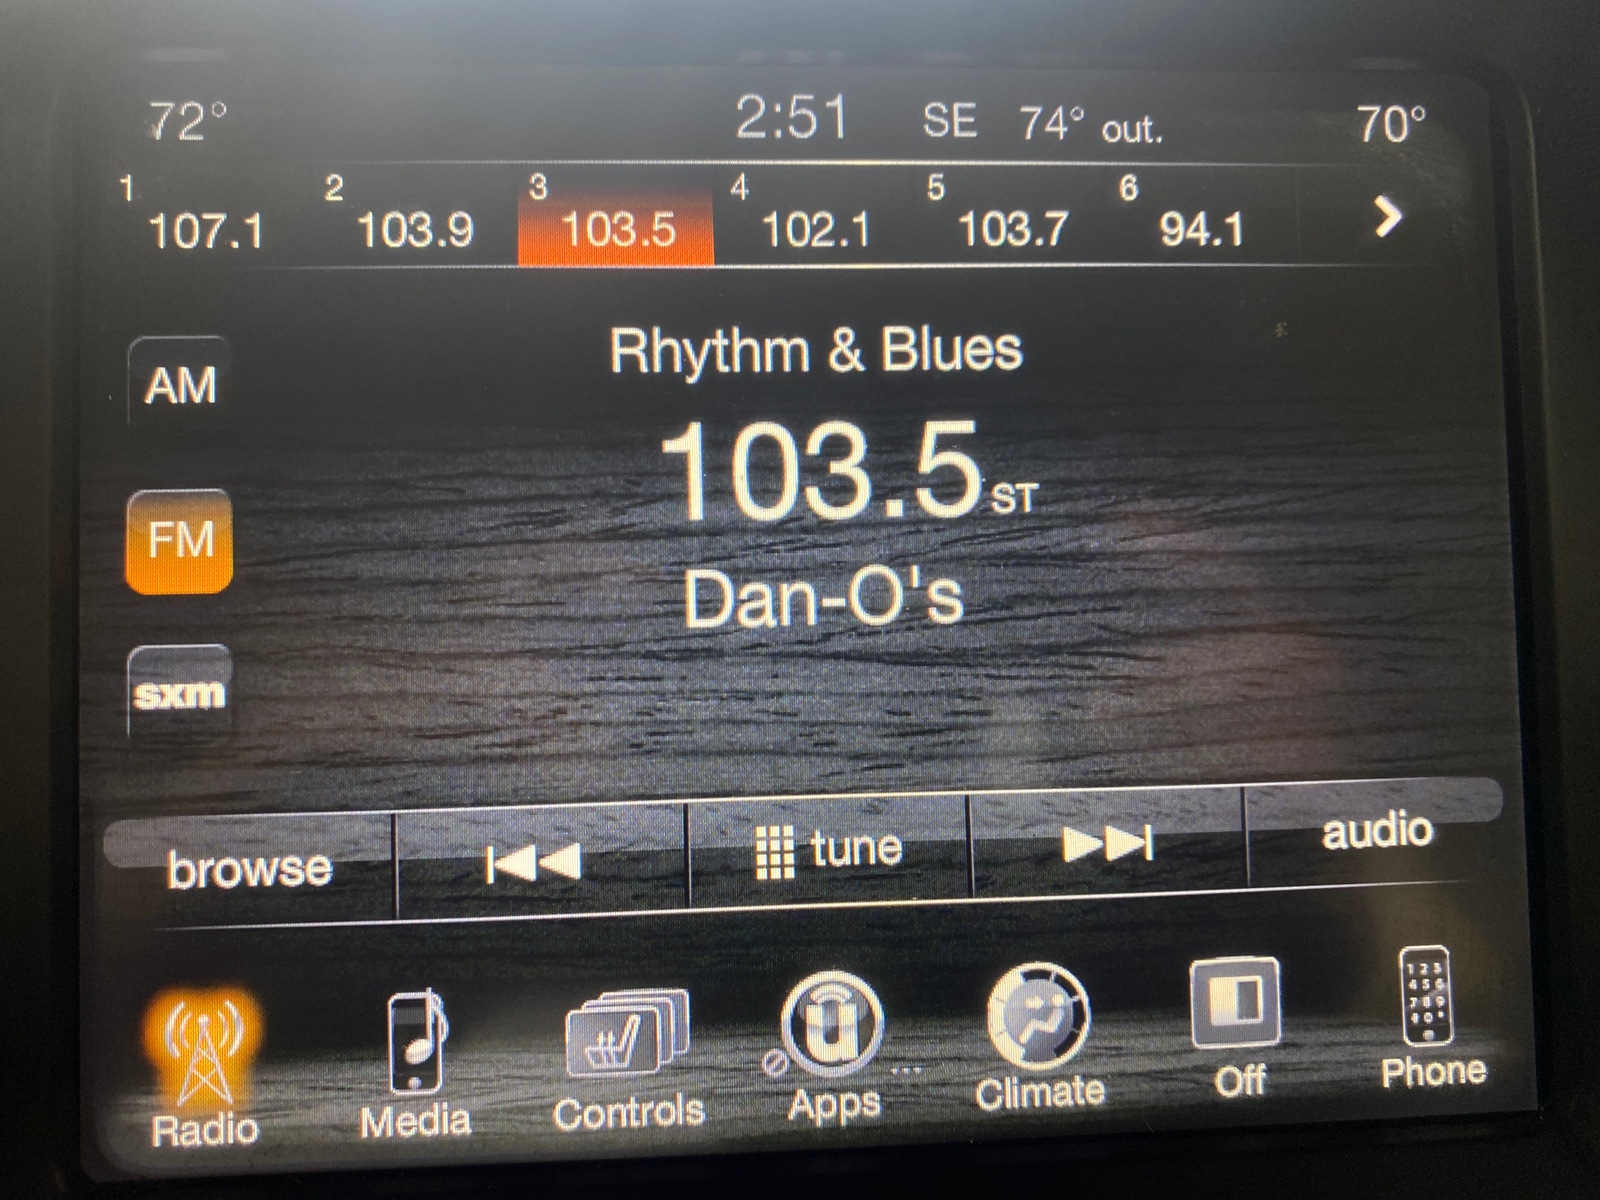 72° 2:51 SE 74° out. 70°
1 2 3 4 5 6
107.1 103.9 103.5 102.1 103.7 94.1
Rhythm & Blues
AM
103.5 ST
FM
Dan-O's
sxm
browse tune audio
Radio Media Controls Apps ... Climate Off Phone